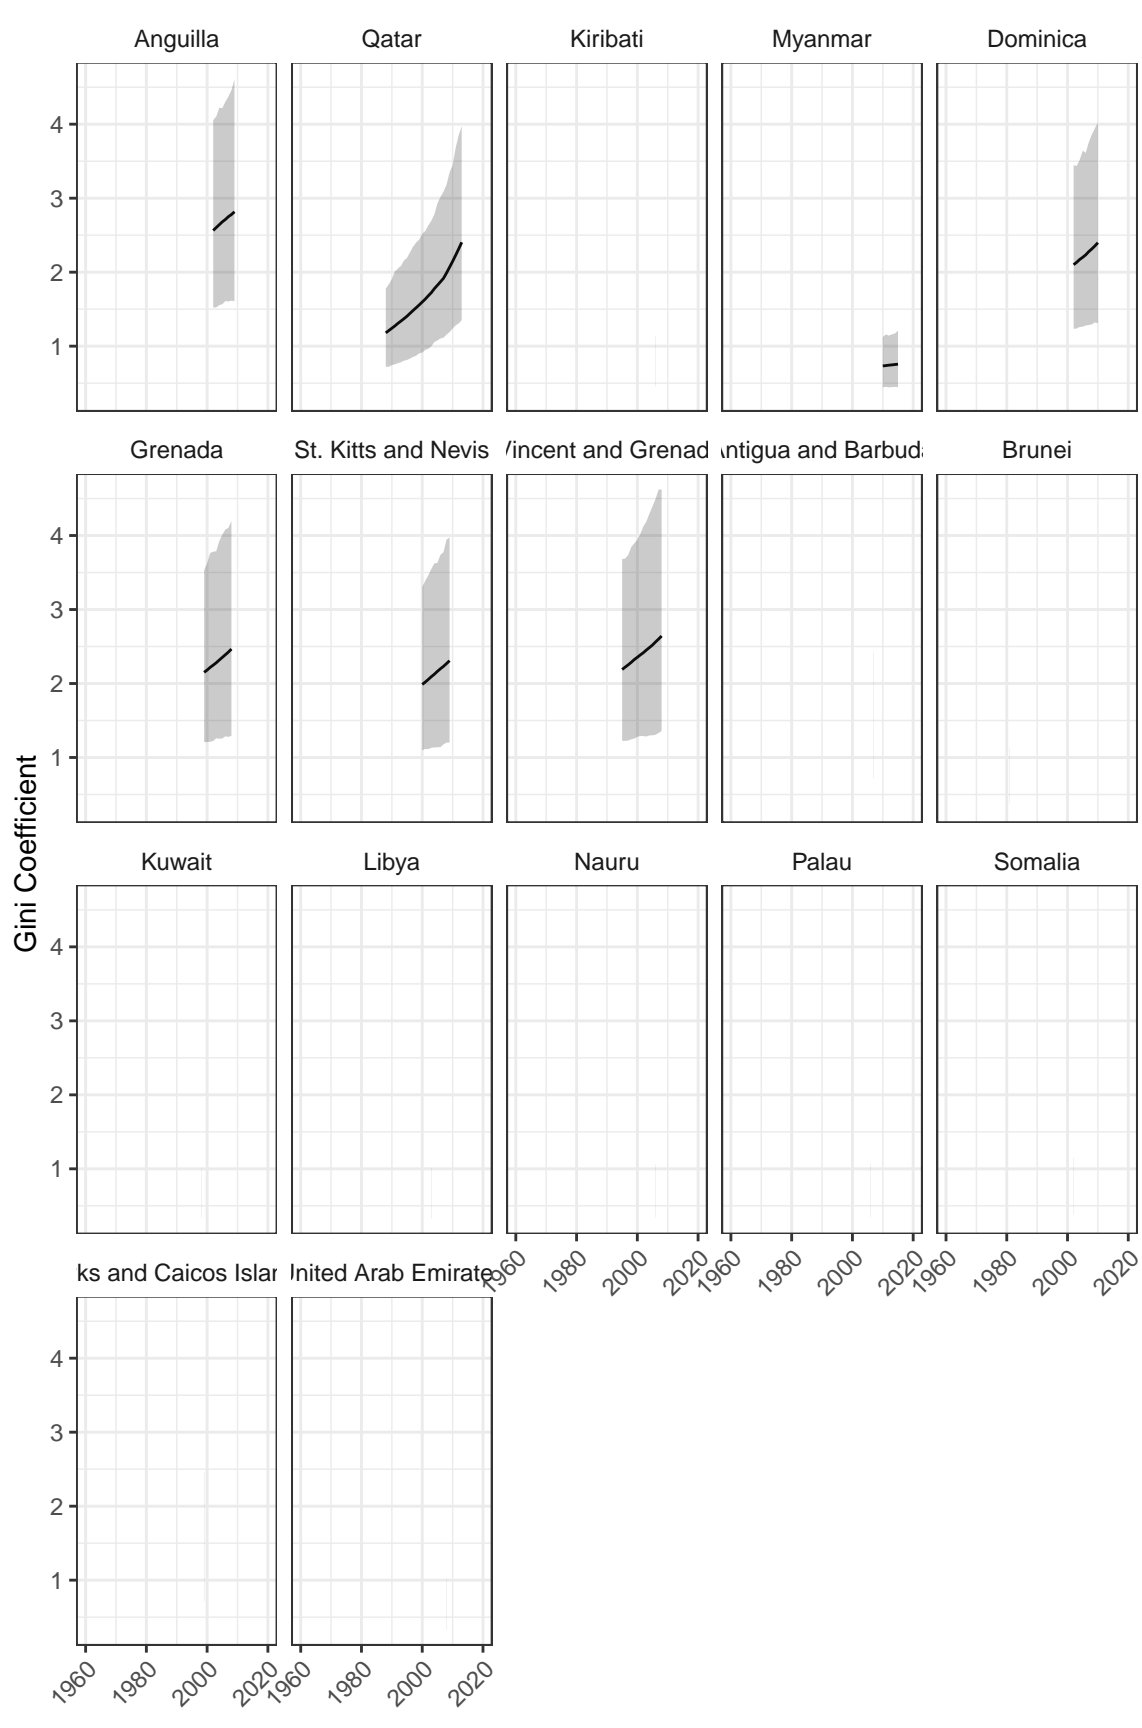 Anguilla Qatar Kiribati Myanmar Dominica
4
3
2
1
Grenada St. Kitts and Nevis Vincent and Grenad ntigua and Barbuda Brunei
4
3
2
1
Gini Coefficient
Kuwait Libya Nauru Palau Somalia
4
3
2
1
1960 1980 2000 2020 1960 1980 2000 2020 1960 1980 2000 2020
ks and Caicos Islan United Arab Emirate
4
3
2
1
1960 1980 2000 2020 1960 1980 2000 2020